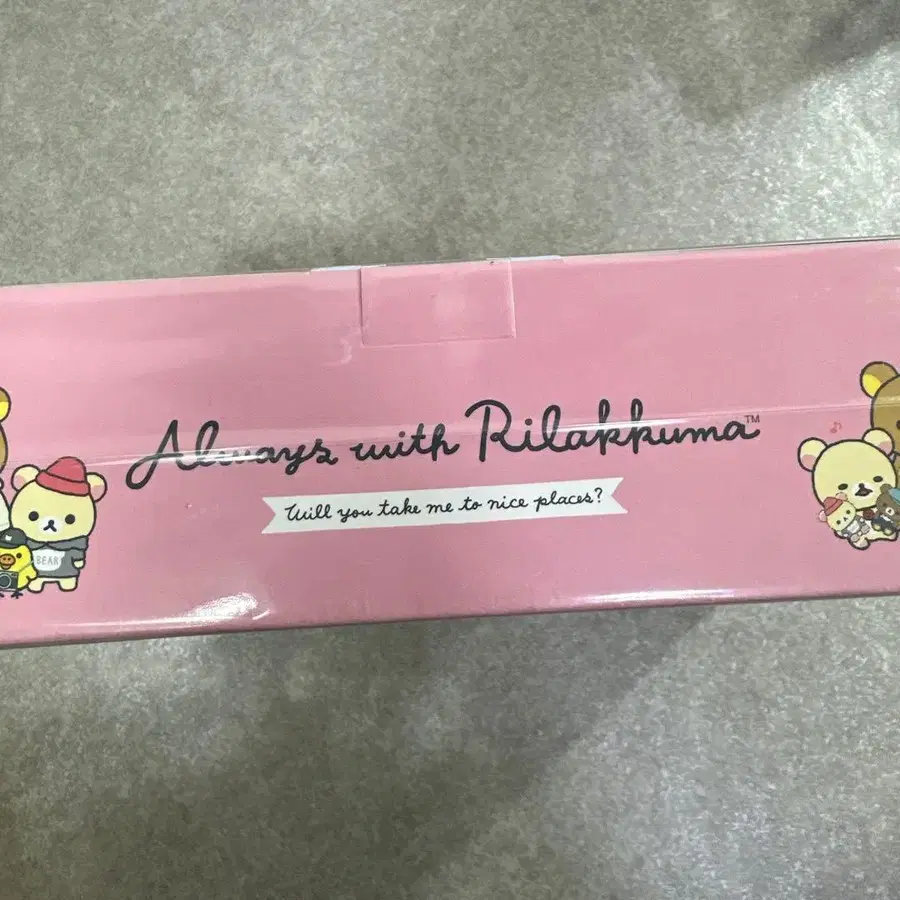 Always with Rilakkuma™
Will you take me to nice places?
BEAR